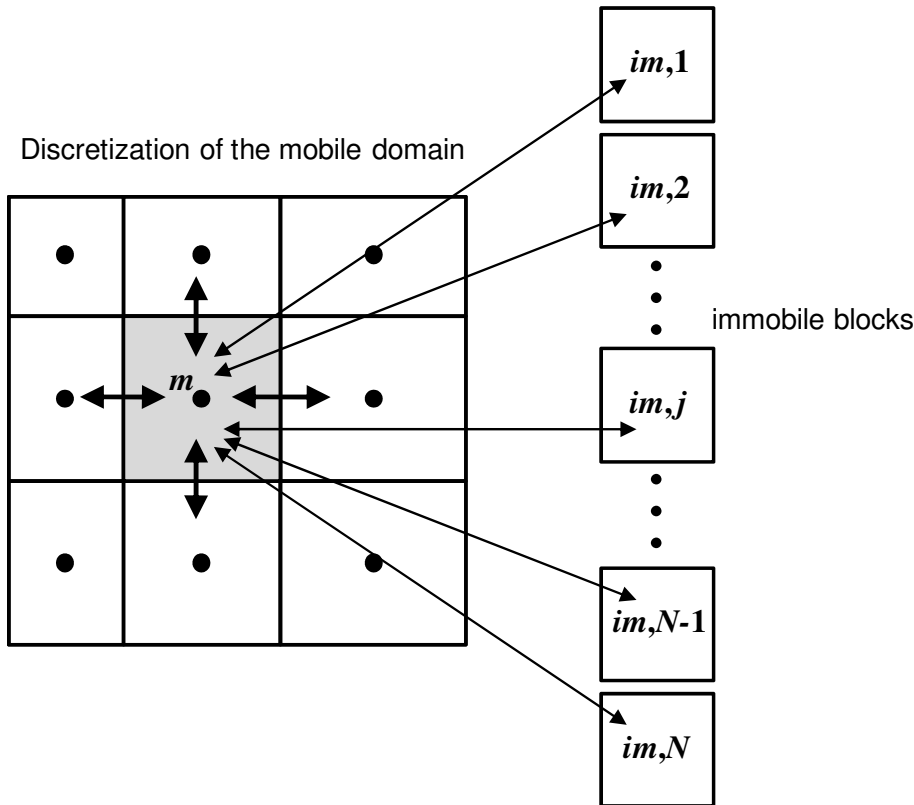 im,1
Discretization of the mobile domain
im,2
immobile blocks
m
im,j
im,N-1
im,N